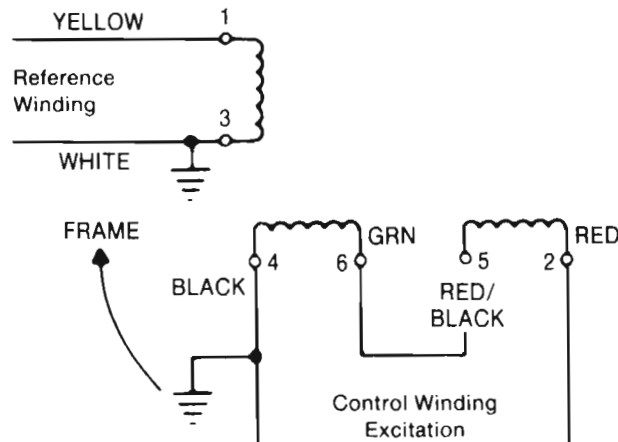 YELLOW 1
Reference
Winding
3
WHITE
FRAME
GRN
RED
4
6
5
2
BLACK
RED/
BLACK
Control Winding
Excitation